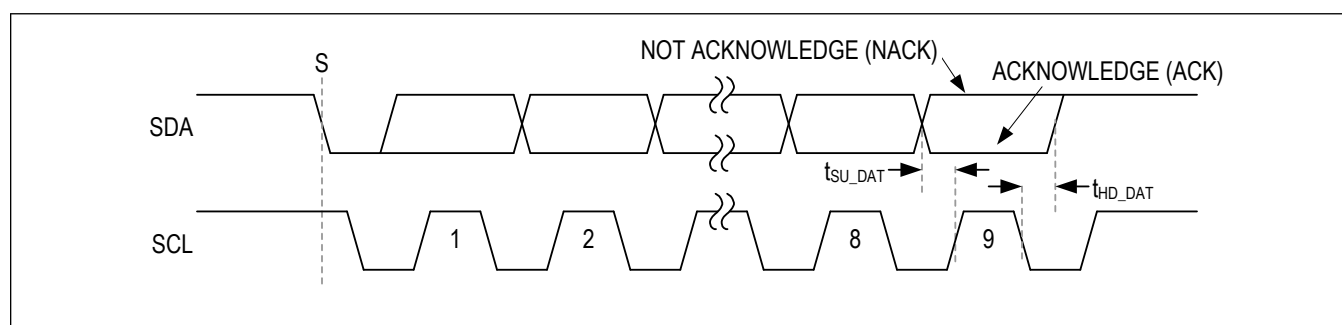 S
NOT ACKNOWLEDGE (NACK)
ACKNOWLEDGE (ACK)
SDA
tSU_DAT
tHD_DAT
SCL
1
2
8
9